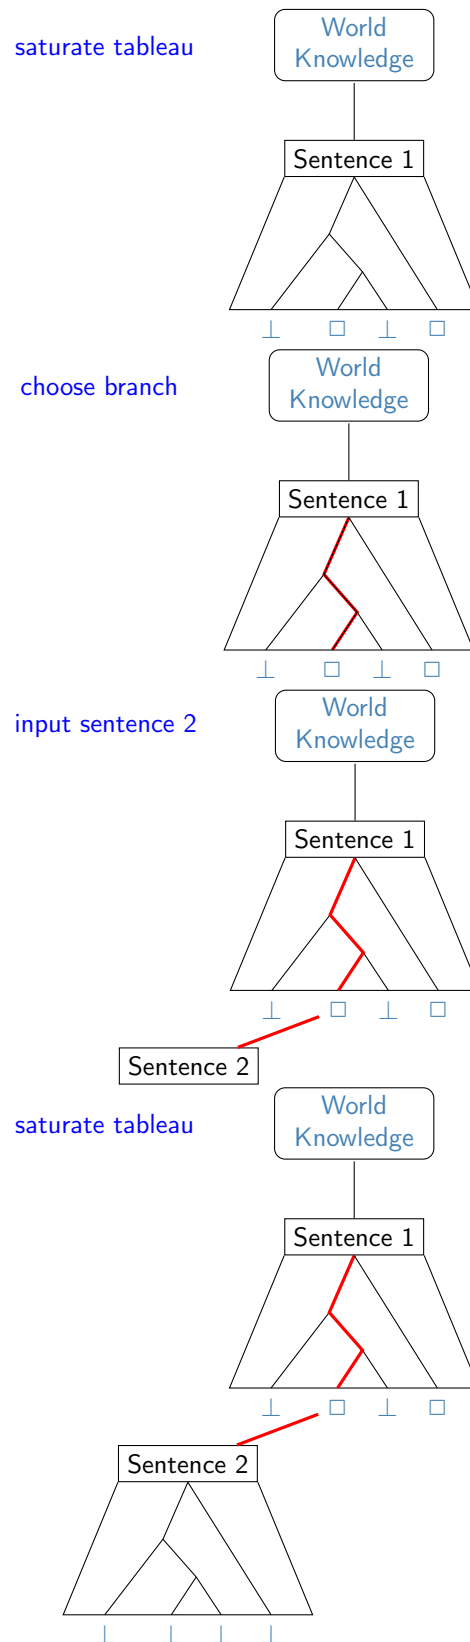 saturate tableau
World
Knowledge
Sentence 1
⊥ □ ⊥ □
choose branch
World
Knowledge
Sentence 1
⊥ □ ⊥ □
input sentence 2
World
Knowledge
Sentence 1
⊥ □ ⊥ □
Sentence 2
saturate tableau
World
Knowledge
Sentence 1
⊥ □ ⊥ □
Sentence 2
⊥ ⊥ ⊥ ⊥